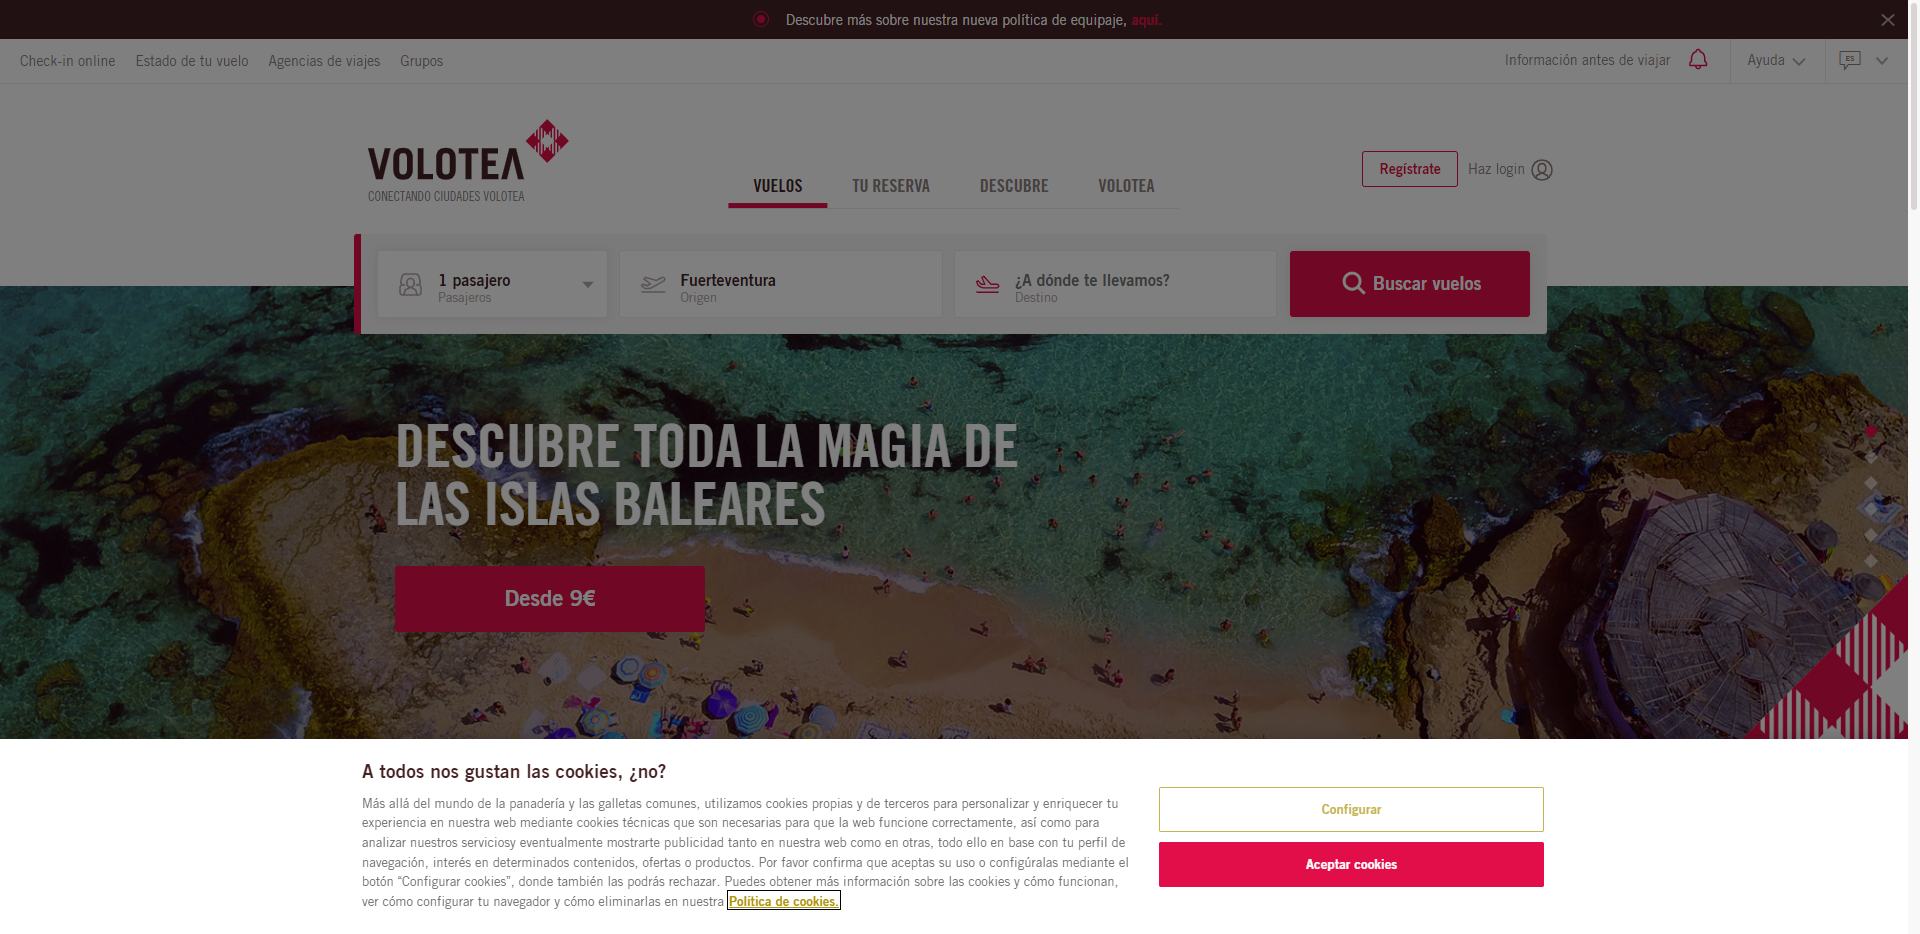 Descubre más sobre nuestra nueva política de equipaje, aquí.
Check-in online Estado de tu vuelo Agencias de viajes Grupos
Información antes de viajar Ayuda ES
VOLOTEA
CONECTANDO CIUDADES VOLOTEA
VUELOS TU RESERVA DESCUBRE VOLOTEA
Regístrate Haz login
1 pasajero
Pasajeros
Fuerteventura
Origen
¿A dónde te llevamos?
Destino
Buscar vuelos
DESCUBRE TODA LA MAGIA DE
LAS ISLAS BALEARES
Desde 9€
A todos nos gustan las cookies, ¿no?
Más allá del mundo de la panadería y las galletas comunes, utilizamos cookies propias y de terceros para personalizar y enriquecer tu
experiencia en nuestra web mediante cookies técnicas que son necesarias para que la web funcione correctamente, así como para
analizar nuestros serviciosy eventualmente mostrarte publicidad tanto en nuestra web como en otras, todo ello en base con tu perfil de
navegación, interés en determinados contenidos, ofertas o productos. Por favor confirma que aceptas su uso o configúralas mediante el
botón “Configurar cookies”, donde también las podrás rechazar. Puedes obtener más información sobre las cookies y cómo funcionan,
ver cómo configurar tu navegador y cómo eliminarlas en nuestra Política de cookies.
Configurar
Aceptar cookies